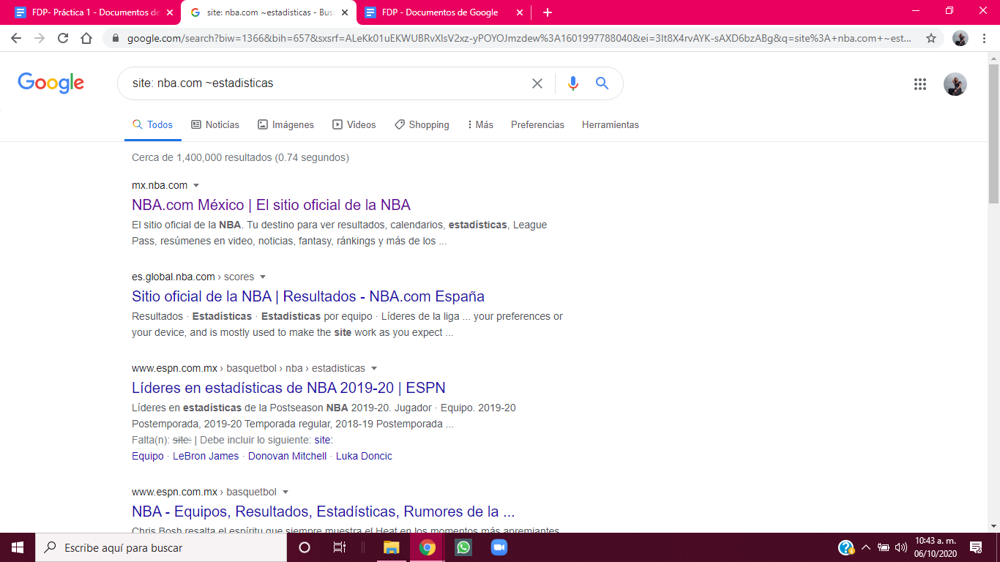 FDP- Práctica 1 - Documentos de
site: nba.com ~estadisticas - Bus
FDP - Documentos de Google
google.com/search?biw=1366&bih=657&sxsrf=ALeKk01uEKWUBRvXIsV2xz-yPOYOJmzdew%3A1601997788040&ei=3It8X4rvAYK-sAXD6bzABg&q=site%3A+nba.com+~est...
Google
site: nba.com ~estadisticas
Todos
Noticias
Imágenes
Videos
Shopping
Más
Preferencias
Herramientas
Cerca de 1,400,000 resultados (0.74 segundos)
mx.nba.com
NBA.com México | El sitio oficial de la NBA
El sitio oficial de la NBA. Tu destino para ver resultados, calendarios, estadísticas, League
Pass, resúmenes en video, noticias, fantasy, ránkings y más de los ...
es.global.nba.com › scores
Sitio oficial de la NBA | Resultados - NBA.com España
Resultados · Estadísticas · Estadísticas por equipo · Líderes de la liga ... your preferences or
your device, and is mostly used to make the site work as you expect ...
www.espn.com.mx › basquetbol › nba › estadisticas
Líderes en estadísticas de NBA 2019-20 | ESPN
Líderes en estadísticas de la Postseason NBA 2019-20. Jugador · Equipo. 2019-20
Postemporada, 2019-20 Temporada regular, 2018-19 Postemporada ...
Falta(n): site: | Debe incluir lo siguiente: site:
Equipo · LeBron James · Donovan Mitchell · Luka Doncic
www.espn.com.mx › basquetbol
NBA - Equipos, Resultados, Estadísticas, Rumores de la ...
Chris Bosh resalta el espíritu que siempre muestra el Heat en los momentos más apremiantes
Escribe aquí para buscar
10:43 a. m.
06/10/2020